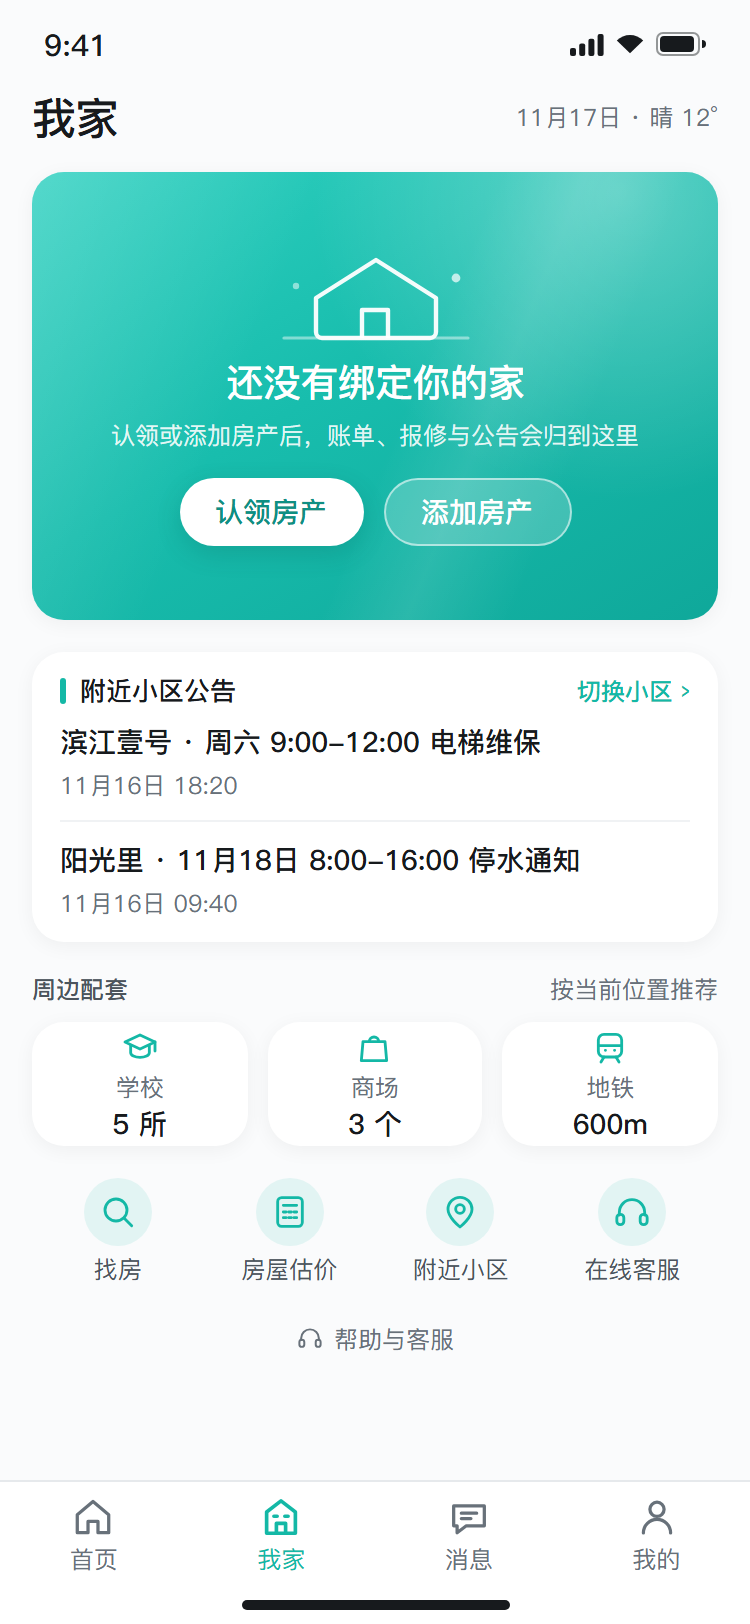 9:41
我家
11月17日 · 晴 12°
还没有绑定你的家
认领或添加房产后，账单、报修与公告会归到这里
认领房产
添加房产
附近小区公告
切换小区 ›
滨江壹号 · 周六 9:00–12:00 电梯维保
11月16日 18:20
阳光里 · 11月18日 8:00–16:00 停水通知
11月16日 09:40
周边配套
按当前位置推荐
学校
5 所
商场
3 个
地铁
600m
找房
房屋估价
附近小区
在线客服
帮助与客服
首页
我家
消息
我的